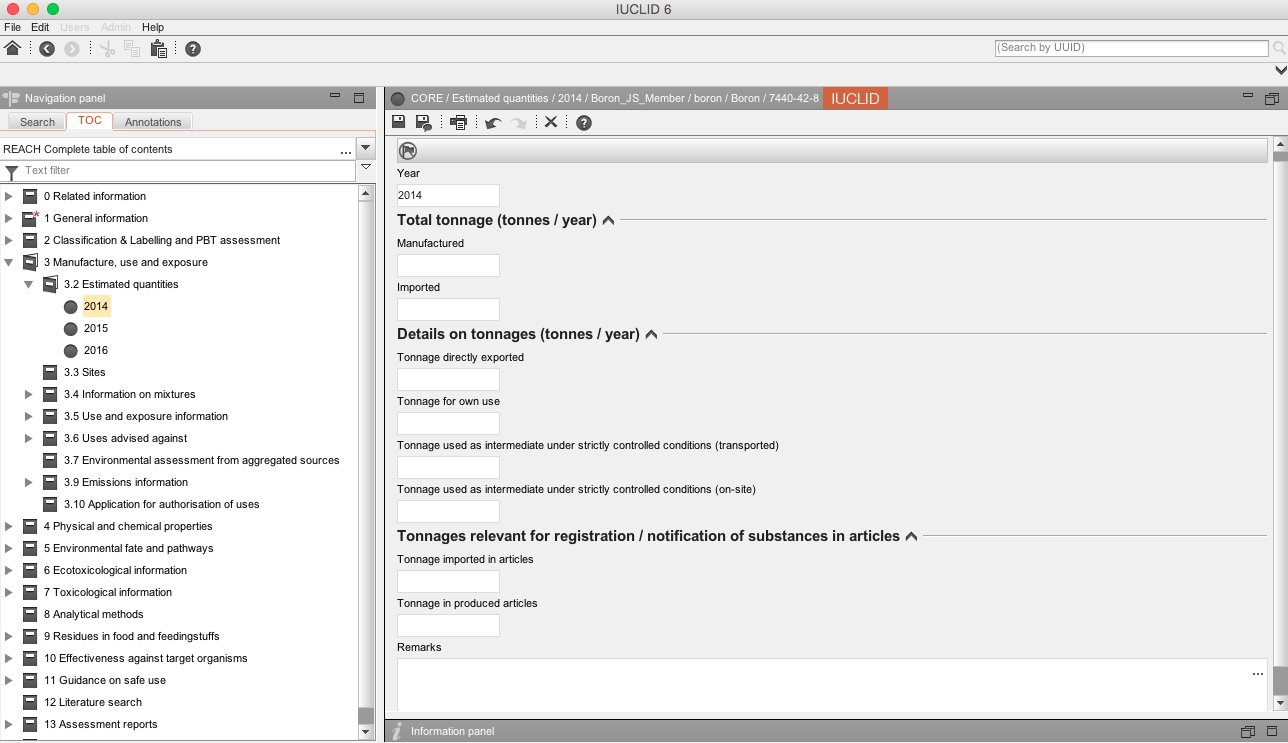 IUCLID 6
File Edit Users Admin Help
(Search by UUID)
Navigation panel
Search TOC Annotations
REACH Complete table of contents ...
Text filter
0 Related information
* 1 General information
2 Classification & Labelling and PBT assessment
3 Manufacture, use and exposure
3.2 Estimated quantities
2014
2015
2016
3.3 Sites
3.4 Information on mixtures
3.5 Use and exposure information
3.6 Uses advised against
3.7 Environmental assessment from aggregated sources
3.9 Emissions information
3.10 Application for authorisation of uses
4 Physical and chemical properties
5 Environmental fate and pathways
6 Ecotoxicological information
7 Toxicological information
8 Analytical methods
9 Residues in food and feedingstuffs
10 Effectiveness against target organisms
11 Guidance on safe use
12 Literature search
13 Assessment reports
CORE / Estimated quantities / 2014 / Boron_JS_Member / boron / Boron / 7440-42-8 IUCLID
Year
2014
Total tonnage (tonnes / year)
Manufactured
Imported
Details on tonnages (tonnes / year)
Tonnage directly exported
Tonnage for own use
Tonnage used as intermediate under strictly controlled conditions (transported)
Tonnage used as intermediate under strictly controlled conditions (on-site)
Tonnages relevant for registration / notification of substances in articles
Tonnage imported in articles
Tonnage in produced articles
Remarks
...
Information panel